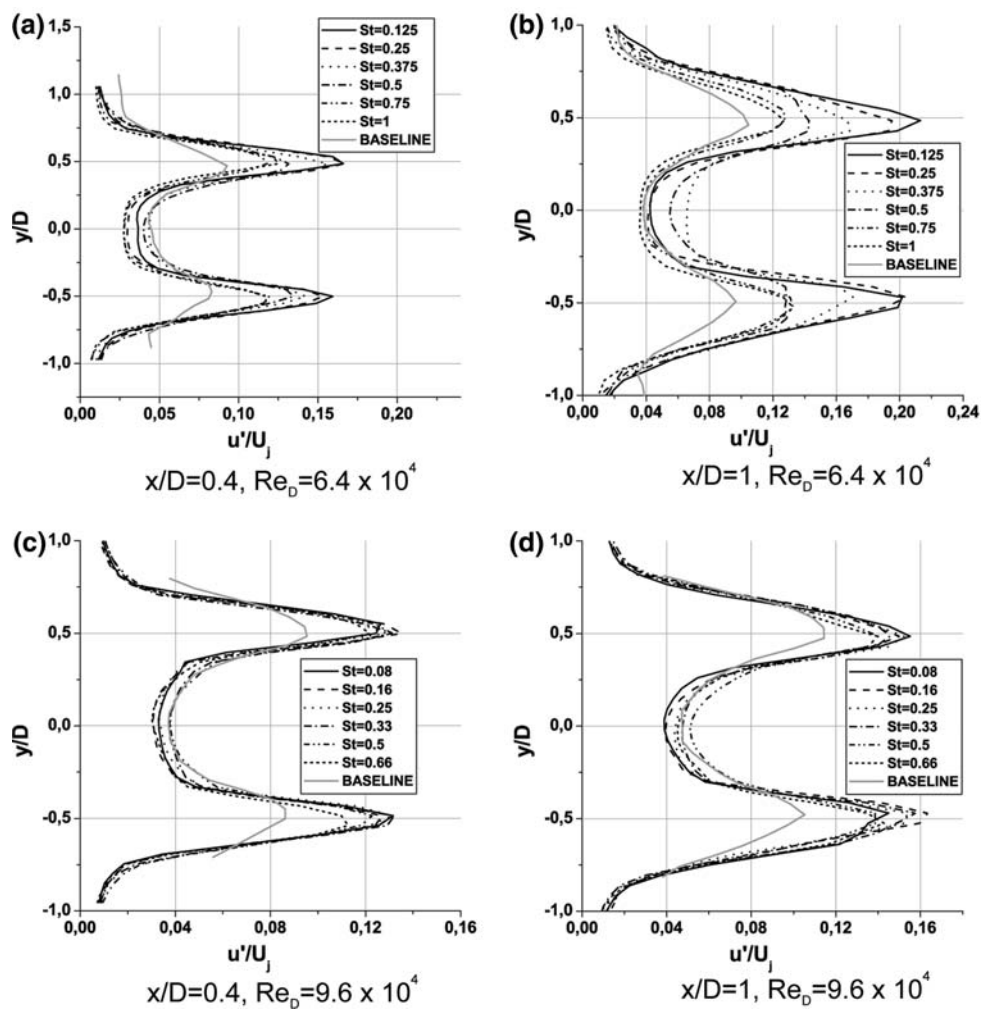 (a)
1,5
1,0
0,5
0,0
-0,5
-1,0
y/D
St=0.125
St=0.25
St=0.375
St=0.5
St=0.75
St=1
BASELINE
0,00 0,05 0,10 0,15 0,20
u'/Uj
x/D=0.4, ReD=6.4 x 10^4
(b)
1,0
0,5
0,0
-0,5
-1,0
y/D
St=0.125
St=0.25
St=0.375
St=0.5
St=0.75
St=1
BASELINE
0,00 0,04 0,08 0,12 0,16 0,20 0,24
u'/Uj
x/D=1, ReD=6.4 x 10^4
(c)
1,0
0,5
0,0
-0,5
-1,0
y/D
St=0.08
St=0.16
St=0.25
St=0.33
St=0.5
St=0.66
BASELINE
0,00 0,04 0,08 0,12 0,16
u'/Uj
x/D=0.4, ReD=9.6 x 10^4
(d)
1,0
0,5
0,0
-0,5
-1,0
y/D
St=0.08
St=0.16
St=0.25
St=0.33
St=0.5
St=0.66
BASELINE
0,00 0,04 0,08 0,12 0,16
u'/Uj
x/D=1, ReD=9.6 x 10^4